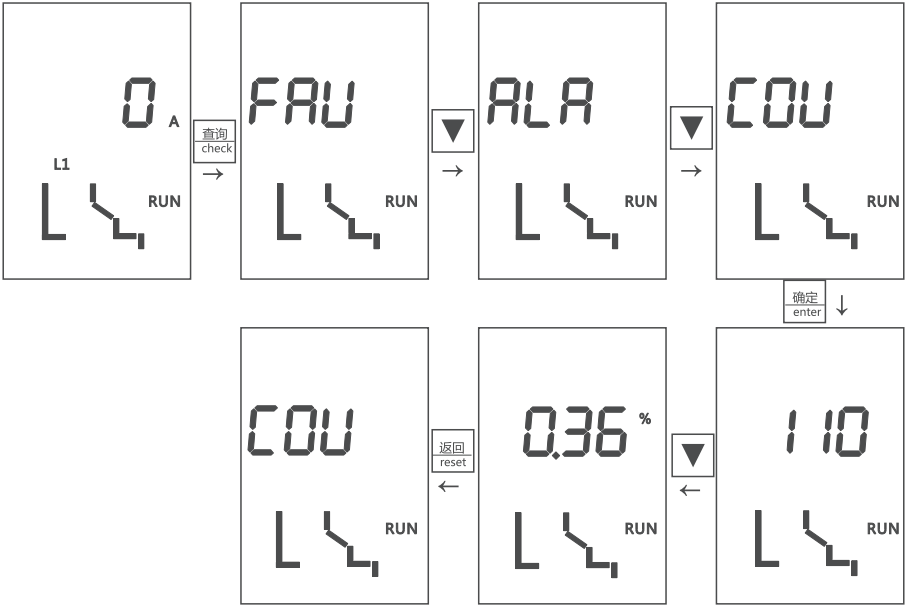 0 A
L1
RUN
查询
check
→
FAU
RUN
▼
→
ALA
RUN
▼
→
COU
RUN
确定
enter
↓
110
RUN
▼
←
0.36 %
RUN
返回
reset
←
COU
RUN